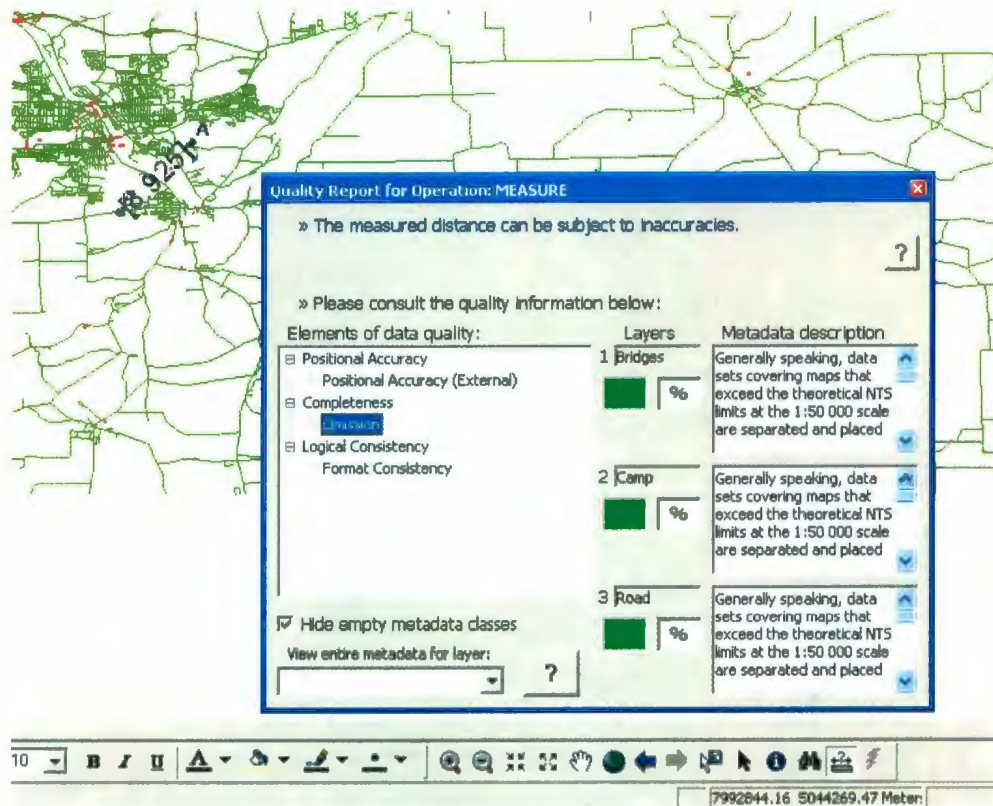 Quality Report for Operation: MEASURE
» The measured distance can be subject to inaccuracies.
?
» Please consult the quality information below:
Elements of data quality:
Layers
Metadata description
Positional Accuracy
Positional Accuracy (External)
Completeness
Omission
Logical Consistency
Format Consistency
1 Bridges
%
Generally speaking, data
sets covering maps that
exceed the theoretical NTS
limits at the 1:50 000 scale
are separated and placed
2 Camp
%
Generally speaking, data
sets covering maps that
exceed the theoretical NTS
limits at the 1:50 000 scale
are separated and placed
3 Road
%
Generally speaking, data
sets covering maps that
exceed the theoretical NTS
limits at the 1:50 000 scale
are separated and placed
Hide empty metadata classes
View entire metadata for layer:
?
10 B I U A
7992844.16 5044269.47 Meter: